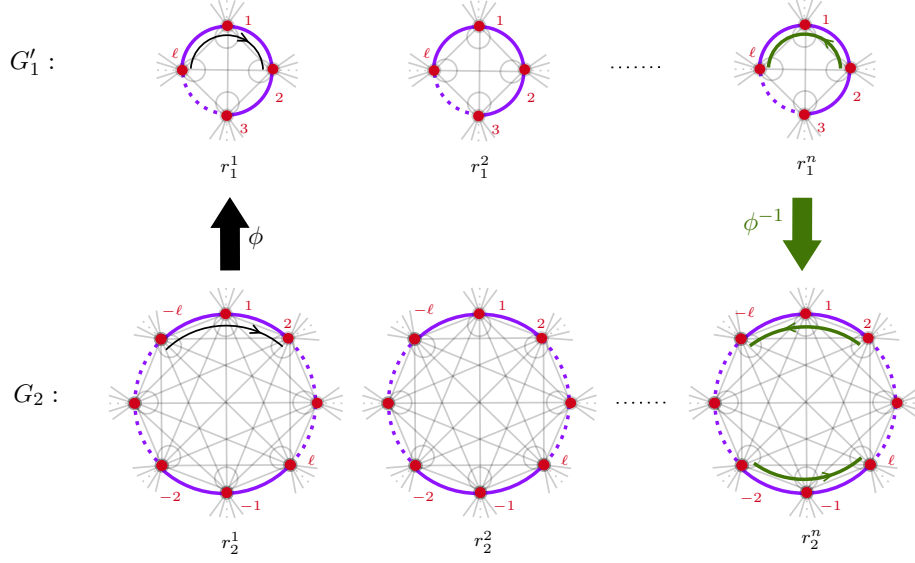 G′₁ :
1
ℓ
2
3
r₁¹
1
ℓ
2
3
r₁²
.......
1
ℓ
2
3
r₁ⁿ
ϕ
ϕ⁻¹
G₂ :
−ℓ
1
2
−2
−1
ℓ
r₂¹
−ℓ
1
2
−2
−1
ℓ
r₂²
.......
−ℓ
1
2
−2
−1
ℓ
r₂ⁿ